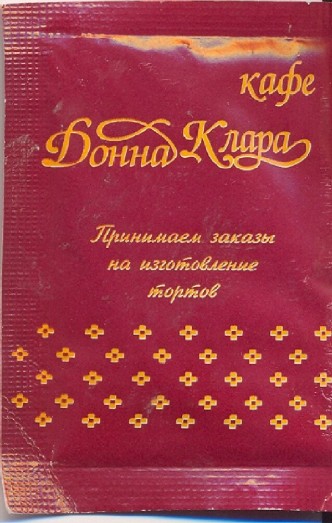 кафе
Донна Клара
Принимаем заказы
на изготовление
тортов